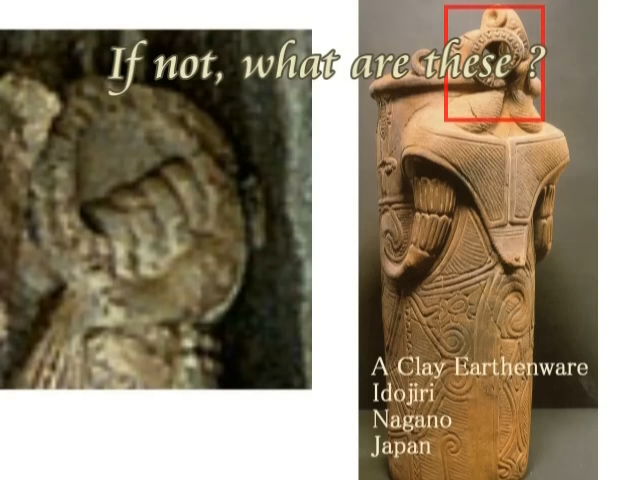 If not, what are these ?
A Clay Earthenware
Idojiri
Nagano
Japan